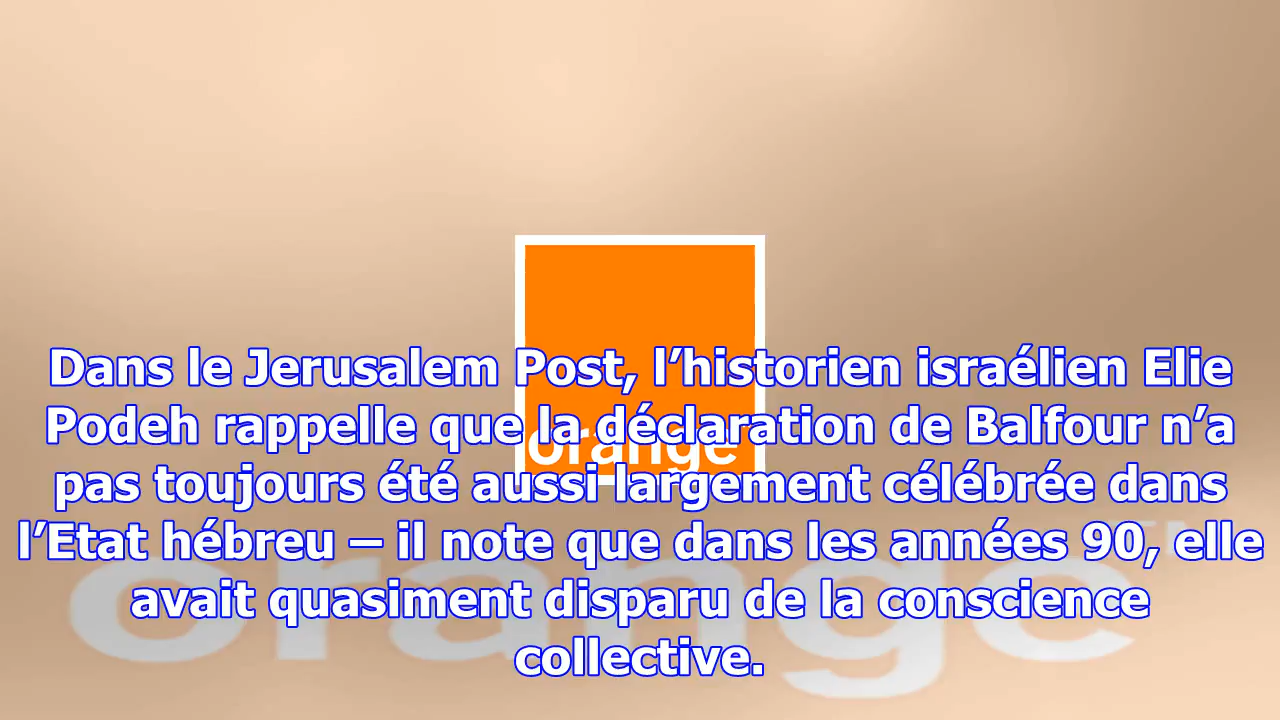 Dans le Jerusalem Post, l’historien israélien Elie
Podeh rappelle que la déclaration de Balfour n’a
pas toujours été aussi largement célébrée dans
l’Etat hébreu – il note que dans les années 90, elle
avait quasiment disparu de la conscience
collective.
orange
orange™